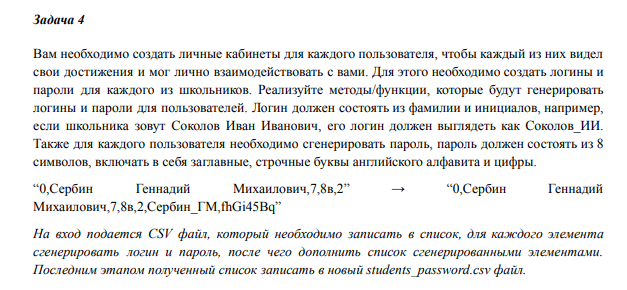 Задача 4
Вам необходимо создать личные кабинеты для каждого пользователя, чтобы каждый из них видел
свои достижения и мог лично взаимодействовать с вами. Для этого необходимо создать логины и
пароли для каждого из школьников. Реализуйте методы/функции, которые будут генерировать
логины и пароли для пользователей. Логин должен состоять из фамилии и инициалов, например,
если школьника зовут Соколов Иван Иванович, его логин должен выглядеть как Соколов_ИИ.
Также для каждого пользователя необходимо сгенерировать пароль, пароль должен состоять из 8
символов, включать в себя заглавные, строчные буквы английского алфавита и цифры.
“0,Сербин Геннадий Михаилович,7,8в,2” → “0,Сербин Геннадий
Михаилович,7,8в,2,Сербин_ГМ,fhGi45Bq”
На вход подается CSV файл, который необходимо записать в список, для каждого элемента
сгенерировать логин и пароль, после чего дополнить список сгенерированными элементами.
Последним этапом полученный список записать в новый students_password.csv файл.